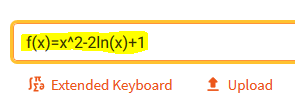 f(x)=x^2-2ln(x)+1
Extended Keyboard Upload